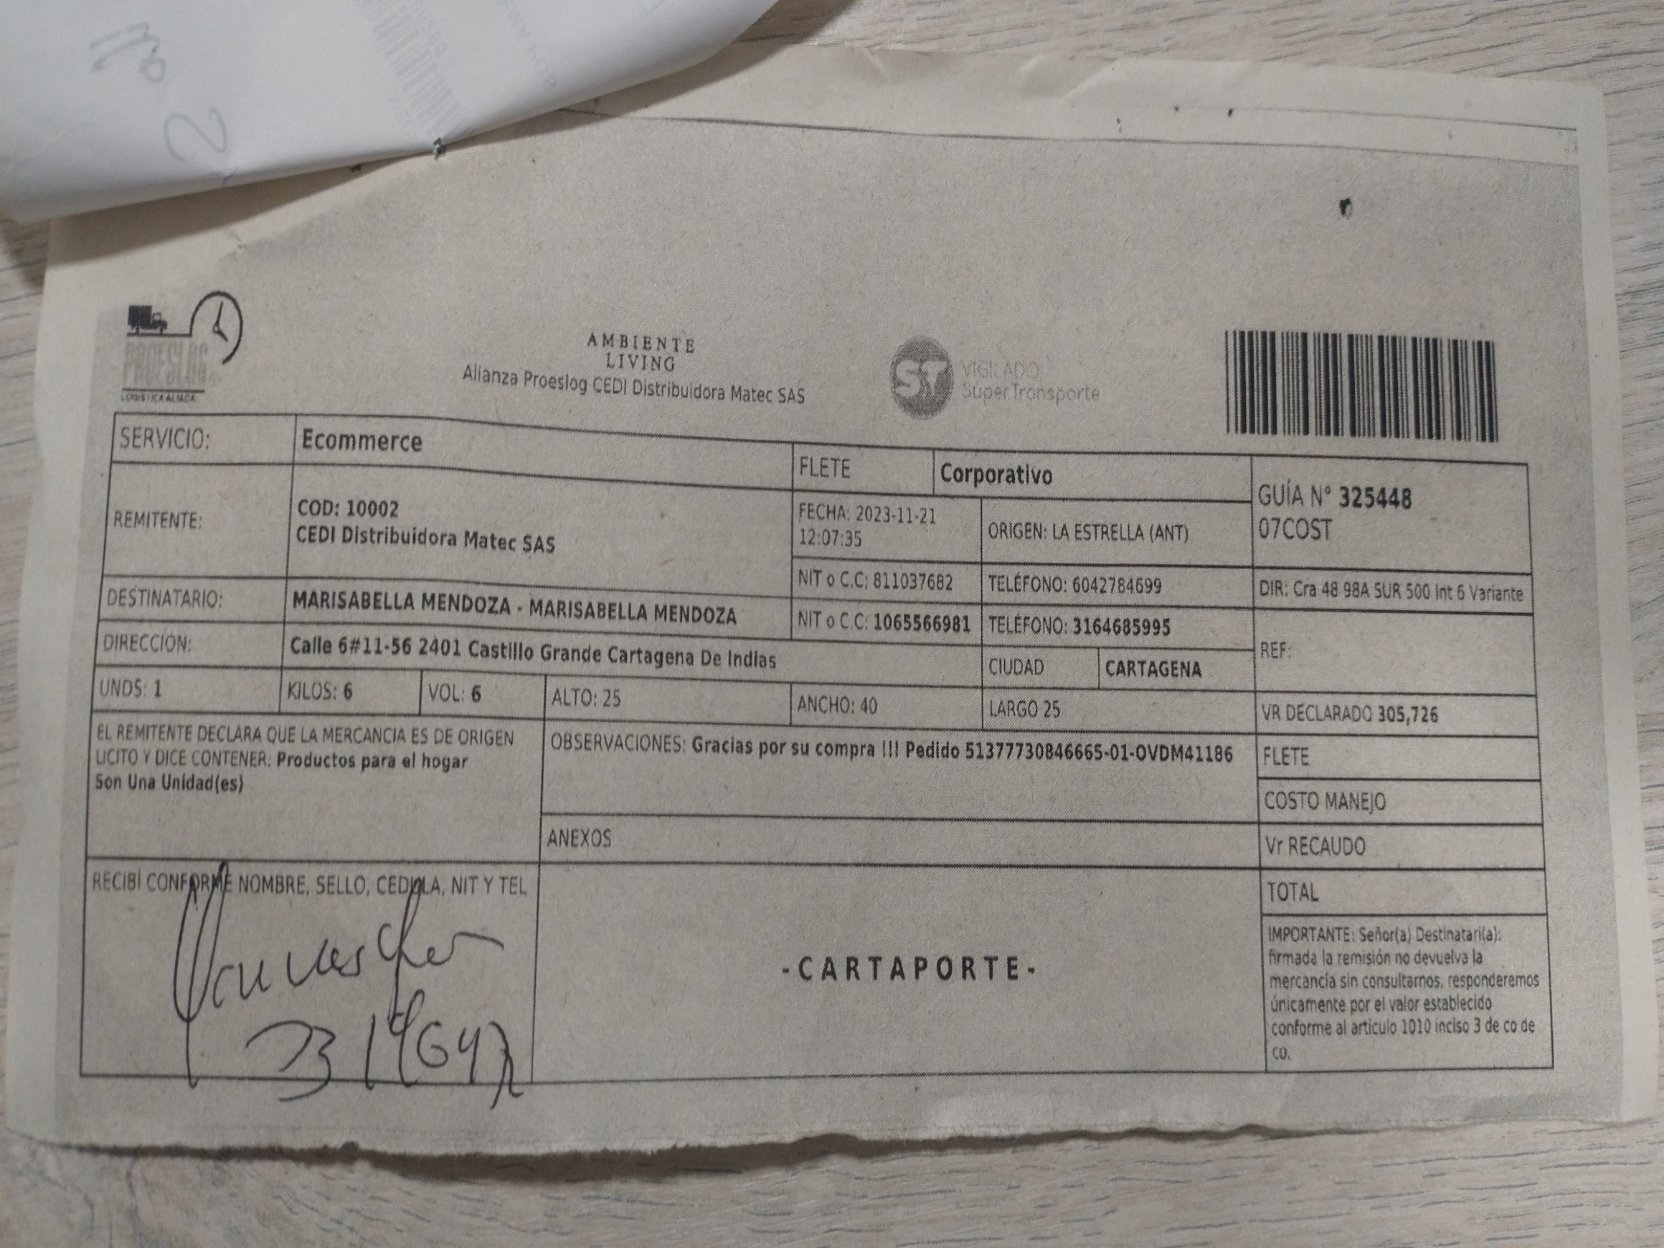 PROESLOG
LOGISTICA ALIADA
AMBIENTE
LIVING
Alianza Proeslog CEDI Distribuidora Matec SAS
ST
VIGILADO
SuperTransporte
SERVICIO:
Ecommerce
FLETE
Corporativo
GUÍA N° 325448
07COST
REMITENTE:
COD: 10002
CEDI Distribuidora Matec SAS
FECHA: 2023-11-21
12:07:35
ORIGEN: LA ESTRELLA (ANT)
NIT o C.C: 811037682
TELÉFONO: 6042784699
DIR: Cra 48 98A SUR 500 Int 6 Variante
DESTINATARIO:
MARISABELLA MENDOZA - MARISABELLA MENDOZA
NIT o C.C: 1065566981
TELÉFONO: 3164685995
REF:
DIRECCIÓN:
Calle 6#11-56 2401 Castillo Grande Cartagena De Indias
CIUDAD
CARTAGENA
UNDS: 1
KILOS: 6
VOL: 6
ALTO: 25
ANCHO: 40
LARGO 25
VR DECLARADO 305,726
EL REMITENTE DECLARA QUE LA MERCANCIA ES DE ORIGEN
LICITO Y DICE CONTENER: Productos para el hogar
Son Una Unidad(es)
OBSERVACIONES: Gracias por su compra !!! Pedido 51377730846665-01-OVDM41186
FLETE
COSTO MANEJO
ANEXOS
Vr RECAUDO
RECIBÍ CONFORME NOMBRE, SELLO, CEDULA, NIT Y TEL
TOTAL
-CARTAPORTE-
IMPORTANTE: Señor(a) Destinatari(a):
firmada la remisión no devuelva la
mercancía sin consultarnos, responderemos
únicamente por el valor establecido
conforme al articulo 1010 inciso 3 de co de
co.